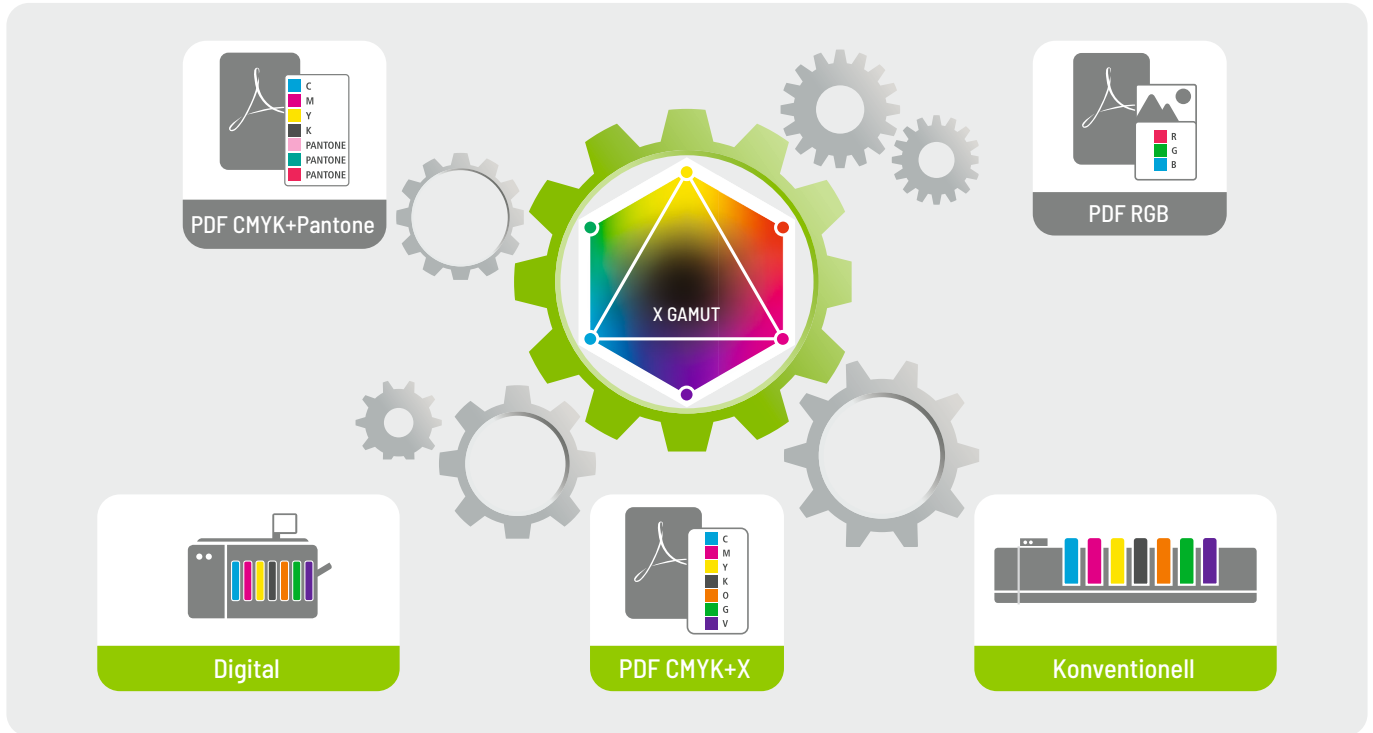 C
M
Y
K
PANTONE
PANTONE
PANTONE
PDF CMYK+Pantone
R
G
B
PDF RGB
X GAMUT
Digital
C
M
Y
K
O
G
V
PDF CMYK+X
Konventionell